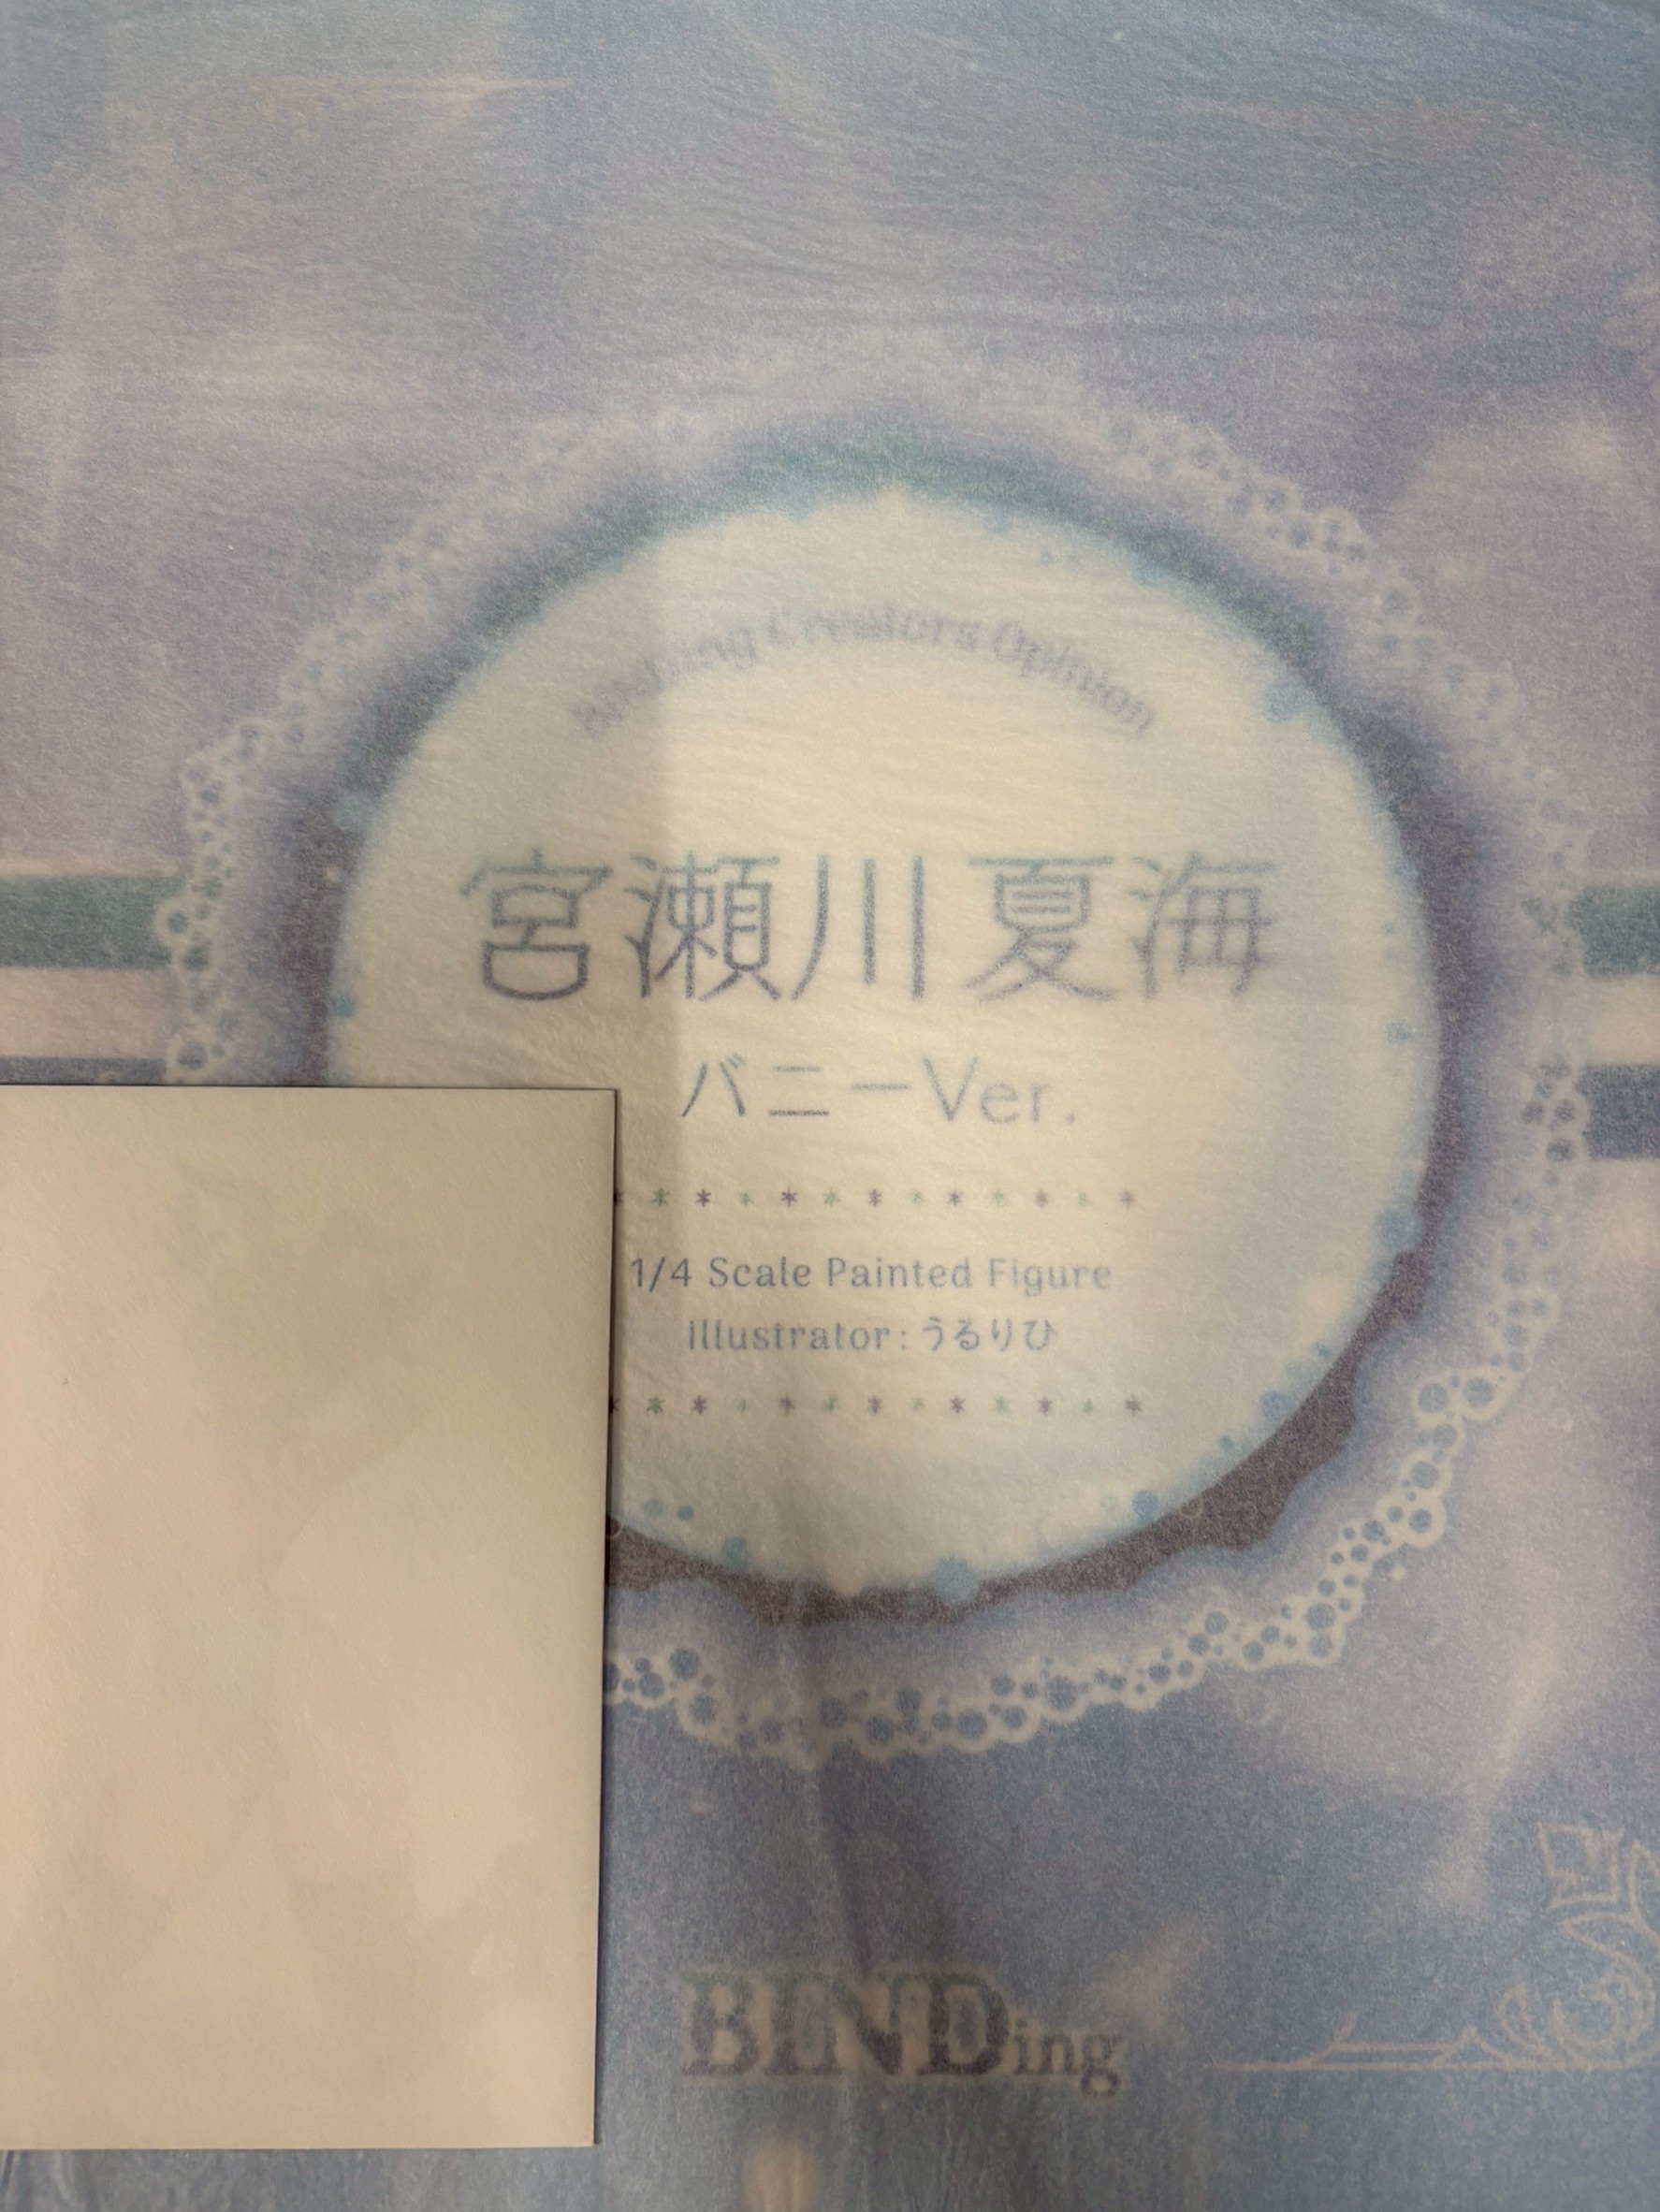 Binding Creators Opinion
宮瀬川夏海
バニーVer.
1/4 Scale Painted Figure
illustrator:うるりひ
BINDing